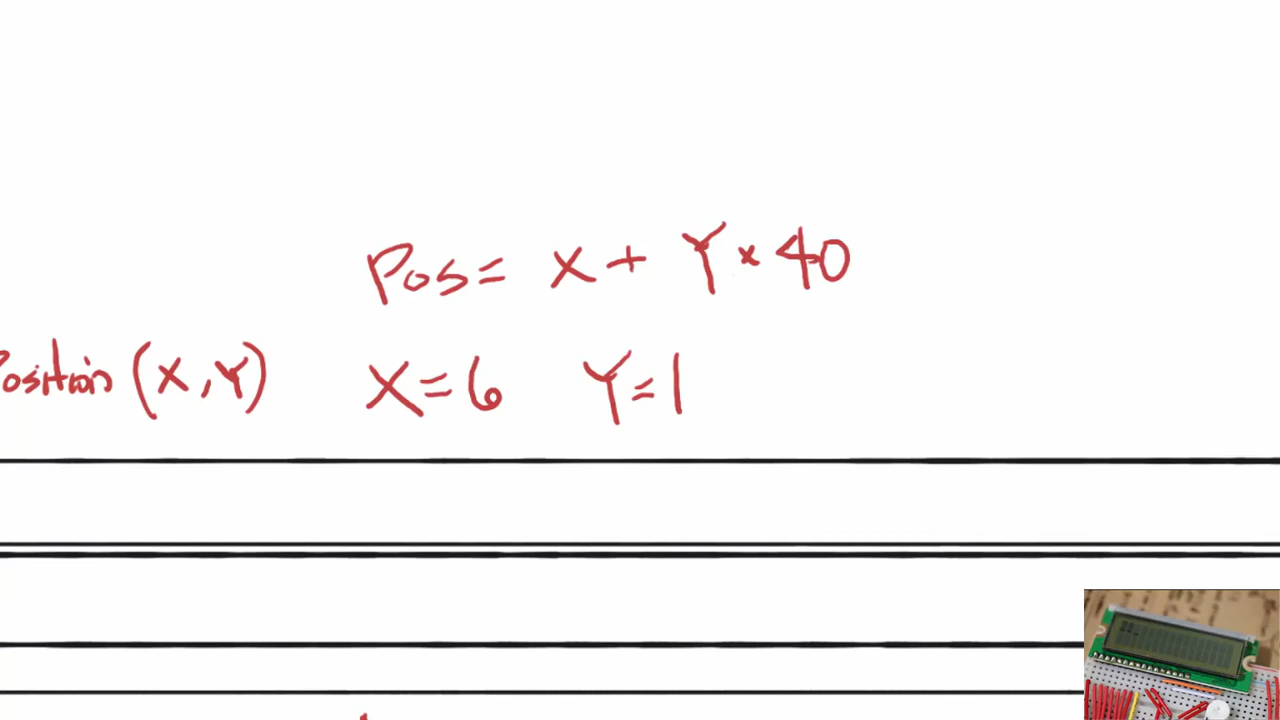 Pos= X + Y × 40
Position (X,Y) X=6 Y=1